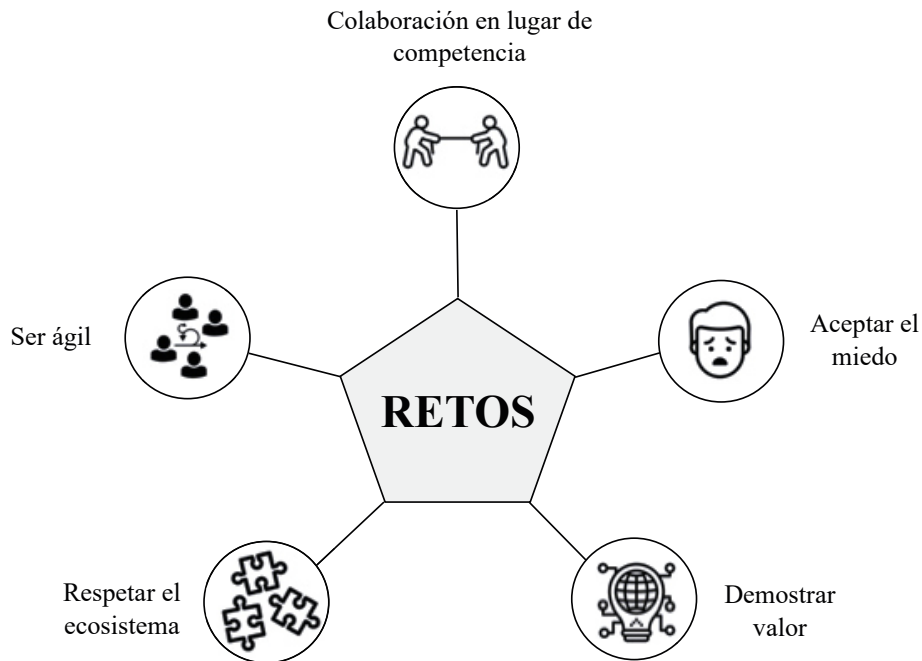 Colaboración en lugar de
competencia
Ser ágil
Aceptar el
miedo
RETOS
Respetar el
ecosistema
Demostrar
valor